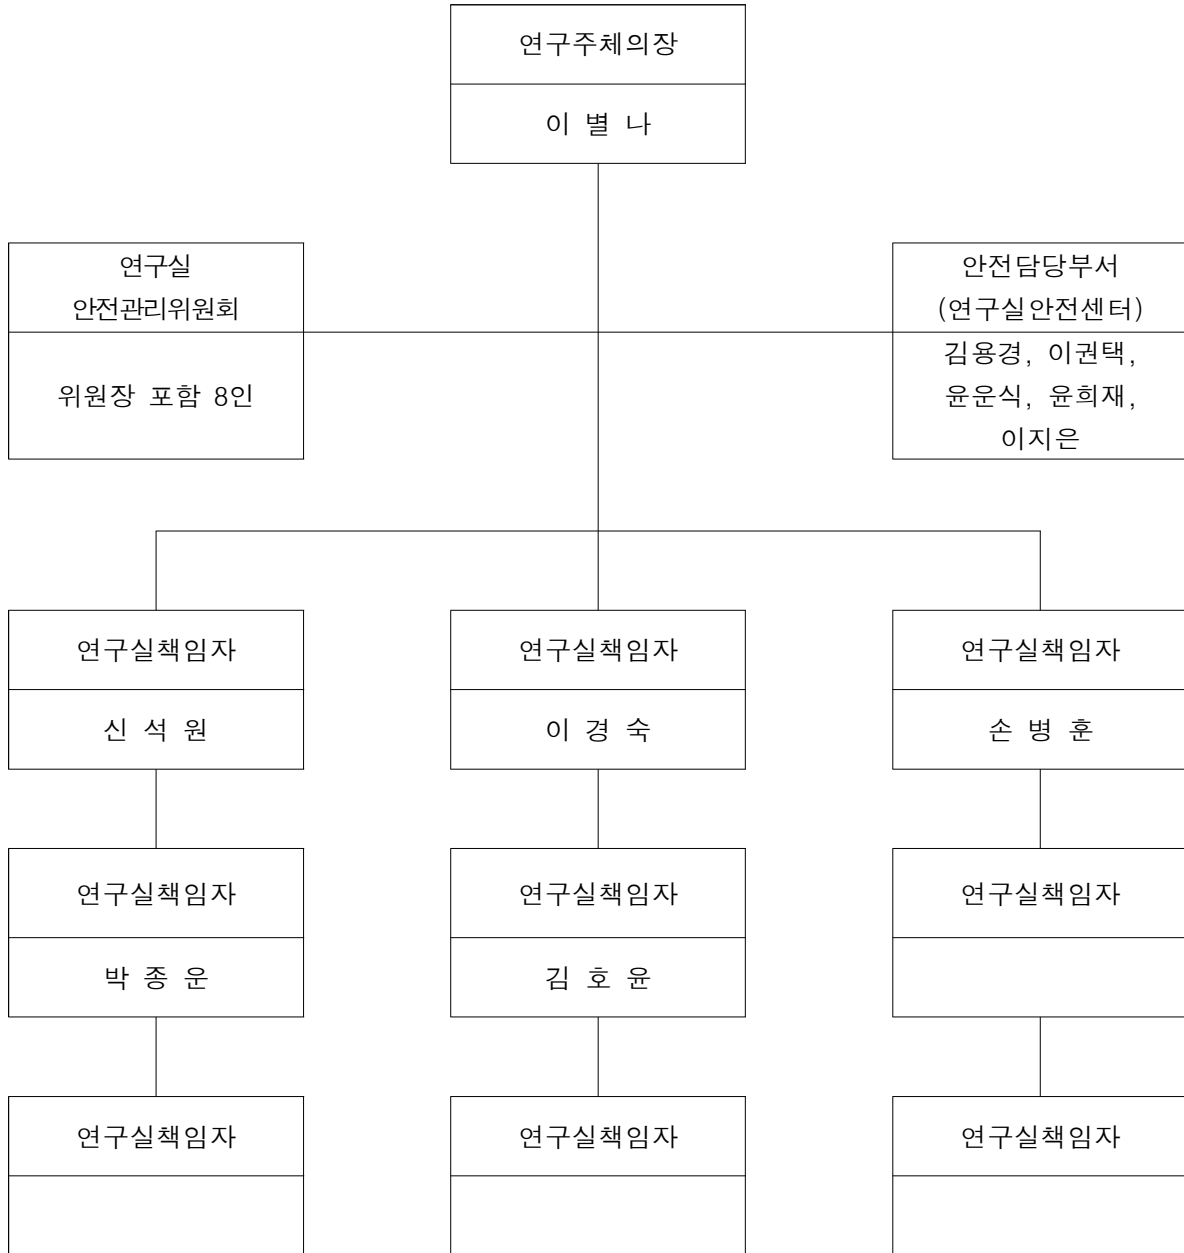 연구주체의장
이 별 나
연구실
안전관리위원회
위원장 포함 8인
안전담당부서
(연구실안전센터)
김용경, 이권택,
윤운식, 윤희재,
이지은
연구실책임자
신 석 원
연구실책임자
이 경 숙
연구실책임자
손 병 훈
연구실책임자
박 종 운
연구실책임자
김 호 윤
연구실책임자
연구실책임자
연구실책임자
연구실책임자